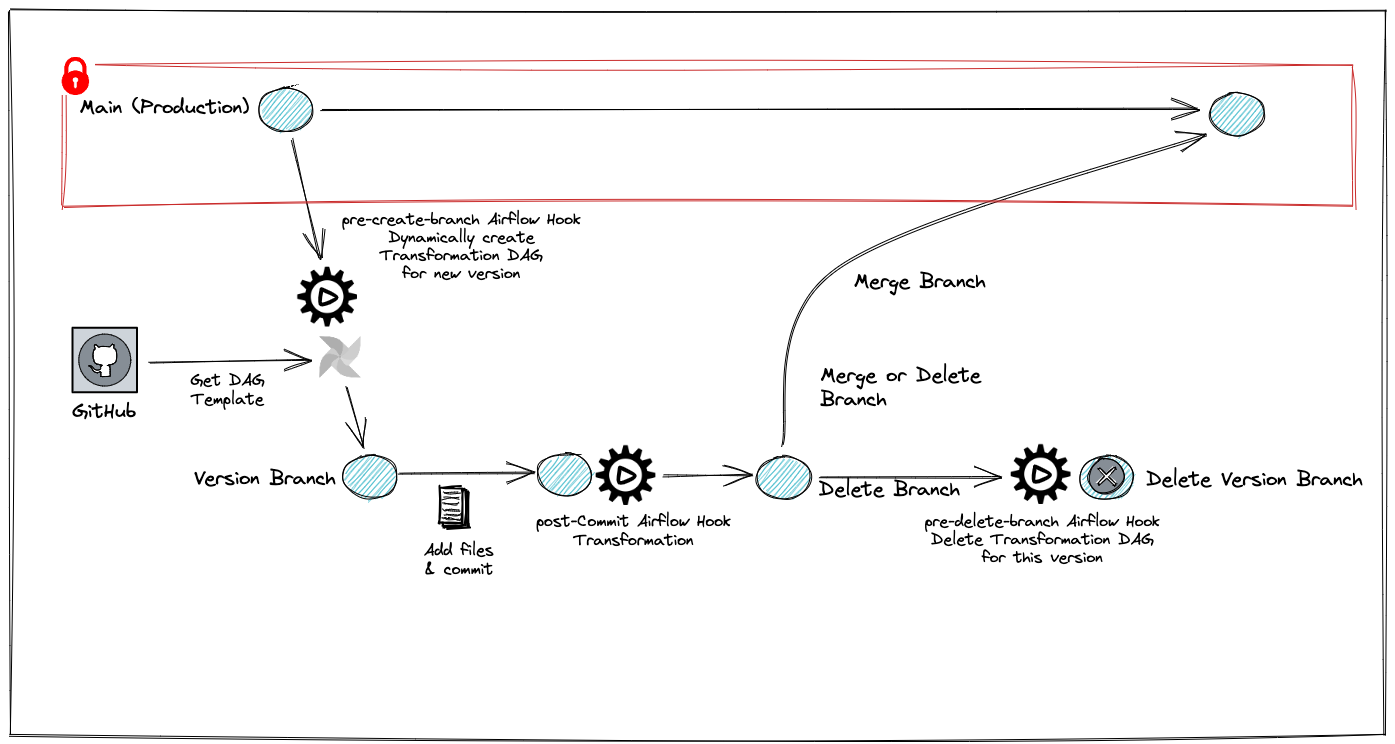 Main (Production)
pre-create-branch Airflow Hook
Dynamically create
Transformation DAG
for new version
Merge Branch
Get DAG
Template
GitHub
Merge or Delete
Branch
Version Branch
Delete Branch
Delete Version Branch
Add files
& commit
post-Commit Airflow Hook
Transformation
pre-delete-branch Airflow Hook
Delete Transformation DAG
for this version